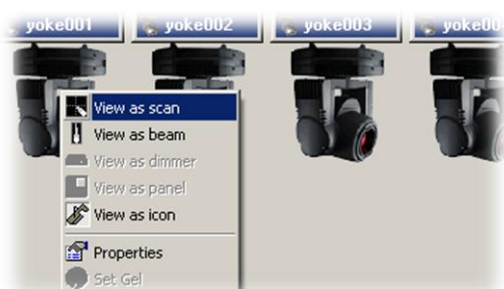 yoke001 yoke002 yoke003 yoke00
View as scan
View as beam
View as dimmer
View as panel
View as icon
Properties
Set Gel